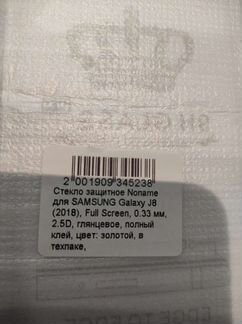 2 001909 345238
Стекло защитное Noname
для SAMSUNG Galaxy J8
(2018), Full Screen, 0.33 мм,
2.5D, глянцевое, полный
клей, цвет: золотой, в
техпаке,